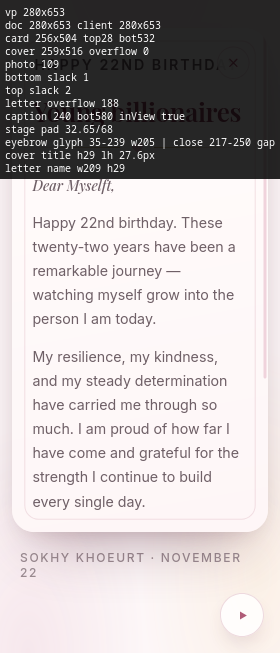 vp 280x653
doc 280x653 client 280x653
card 256x504 top28 bot532
cover 259x516 overflow 0
photo 109
bottom slack 1
top slack 2
letter overflow 188
caption 240 bot580 inView true
stage pad 32.65/68
eyebrow glyph 35-239 w205 | close 217-250 gap
cover title h29 lh 27.6px
letter name w209 h29
Dear Myselft,
Happy 22nd birthday. These
twenty-two years have been a
remarkable journey —
watching myself grow into the
person I am today.
My resilience, my kindness,
and my steady determination
have carried me through so
much. I am proud of how far I
have come and grateful for the
strength I continue to build
every single day.
SOKHY KHOEURT · NOVEMBER
22